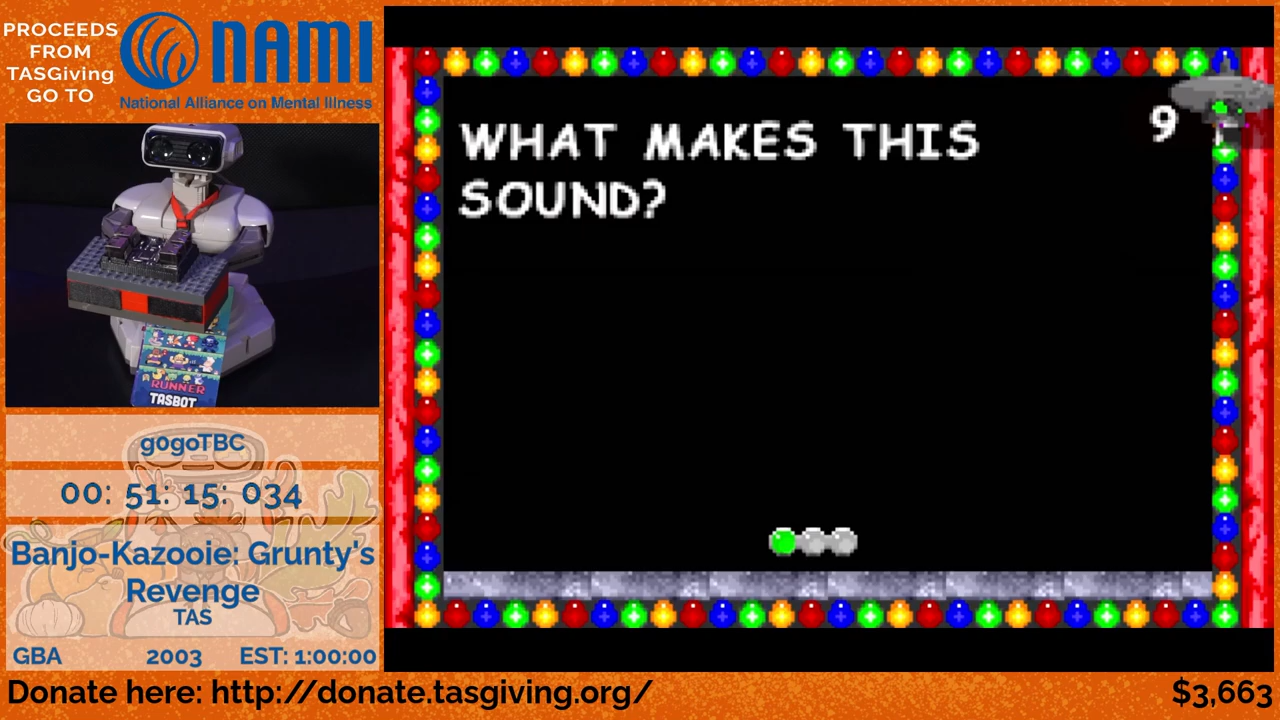 PROCEEDS
FROM
TASGiving
GO TO
NAMI
National Alliance on Mental Illness
RUNNER
TASBOT
g0goTBC
00: 51: 15: 034
Banjo-Kazooie: Grunty's
Revenge
TAS
GBA 2003 EST: 1:00:00
WHAT MAKES THIS
SOUND?
9
Donate here: http://donate.tasgiving.org/ $3,663